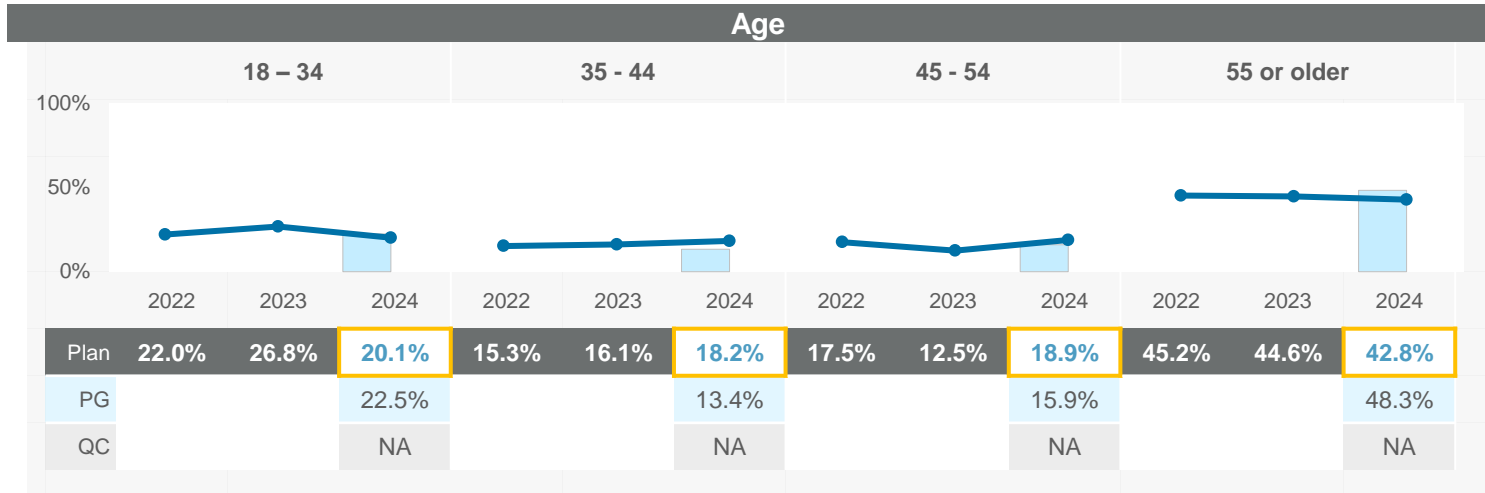 Age
18 – 34 35 - 44 45 - 54 55 or older
100%
50%
0%
2022 2023 2024 2022 2023 2024 2022 2023 2024 2022 2023 2024
Plan 22.0% 26.8% 20.1% 15.3% 16.1% 18.2% 17.5% 12.5% 18.9% 45.2% 44.6% 42.8%
PG 22.5% 13.4% 15.9% 48.3%
QC NA NA NA NA